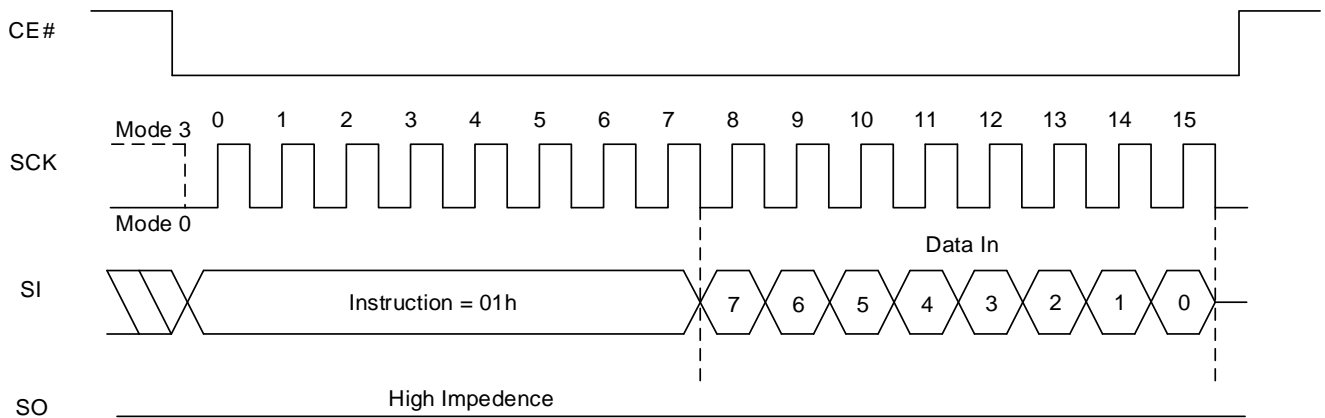 CE#
0 1 2 3 4 5 6 7 8 9 10 11 12 13 14 15
Mode 3
SCK
Mode 0
Data In
SI
Instruction = 01h
7 6 5 4 3 2 1 0
High Impedence
SO